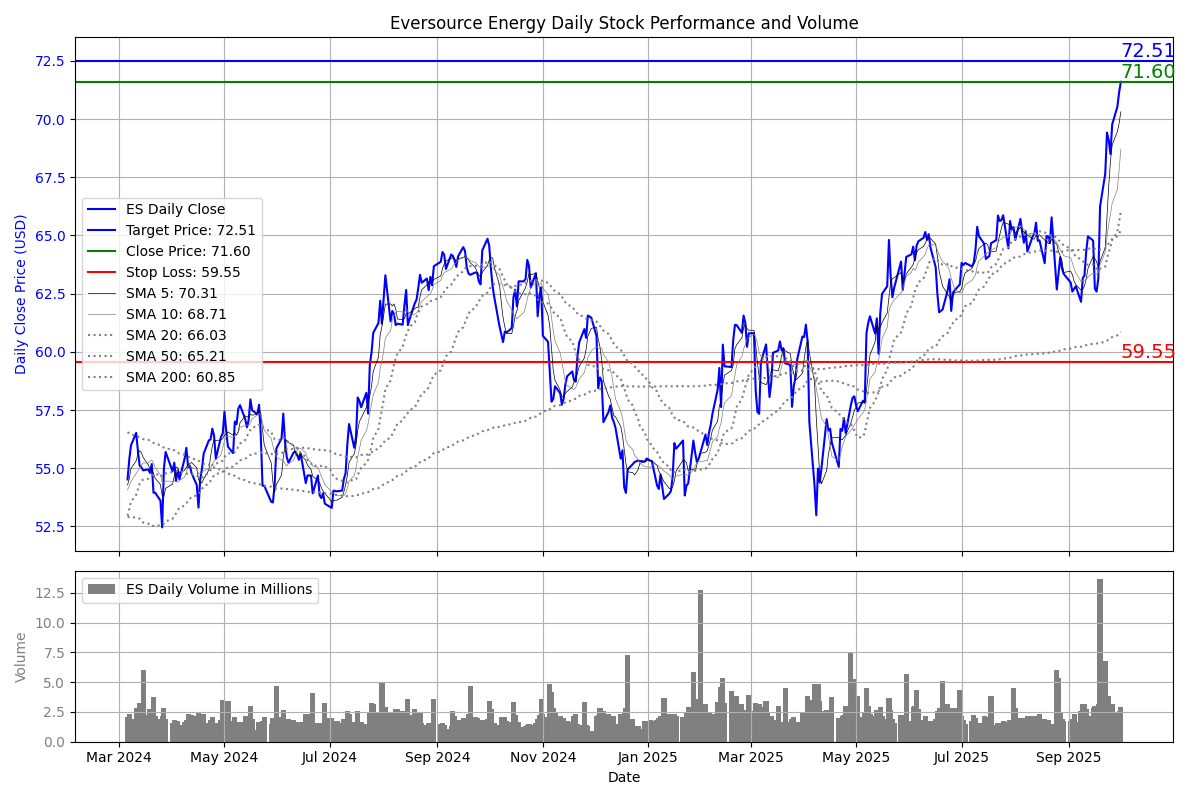 Eversource Energy Daily Stock Performance and Volume
72.51
71.60
59.55
Daily Close Price (USD)
72.5
70.0
67.5
65.0
62.5
60.0
57.5
55.0
52.5
ES Daily Close
Target Price: 72.51
Close Price: 71.60
Stop Loss: 59.55
SMA 5: 70.31
SMA 10: 68.71
SMA 20: 66.03
SMA 50: 65.21
SMA 200: 60.85
ES Daily Volume in Millions
Volume
12.5
10.0
7.5
5.0
2.5
0.0
Mar 2024 May 2024 Jul 2024 Sep 2024 Nov 2024 Jan 2025 Mar 2025 May 2025 Jul 2025 Sep 2025
Date